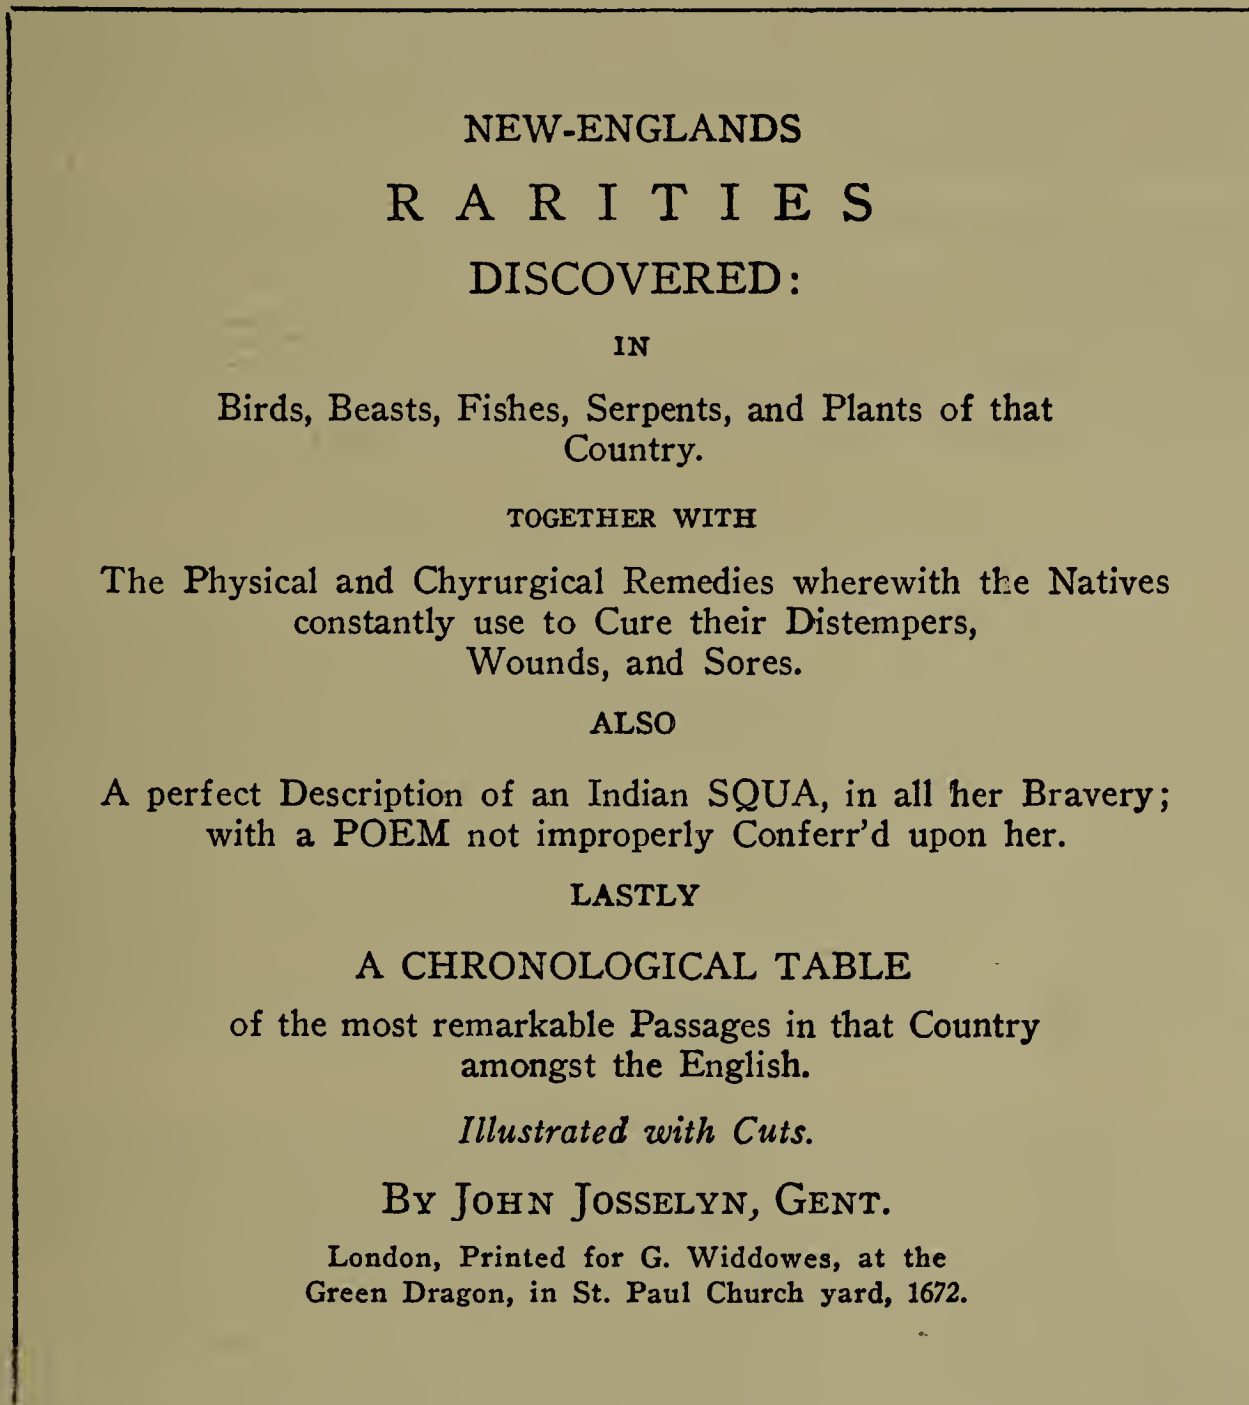 NEW-ENGLANDS
RARITIES
DISCOVERED:
IN
Birds, Beasts, Fishes, Serpents, and Plants of that
Country.
TOGETHER WITH
The Physical and Chyrurgical Remedies wherewith the Natives
constantly use to Cure their Distempers,
Wounds, and Sores.
ALSO
A perfect Description of an Indian SQUA, in all her Bravery;
with a POEM not improperly Conferr'd upon her.
LASTLY
A CHRONOLOGICAL TABLE
of the most remarkable Passages in that Country
amongst the English.
Illustrated with Cuts.
BY JOHN JOSSELYN, GENT.
London, Printed for G. Widdowes, at the
Green Dragon, in St. Paul Church yard, 1672.